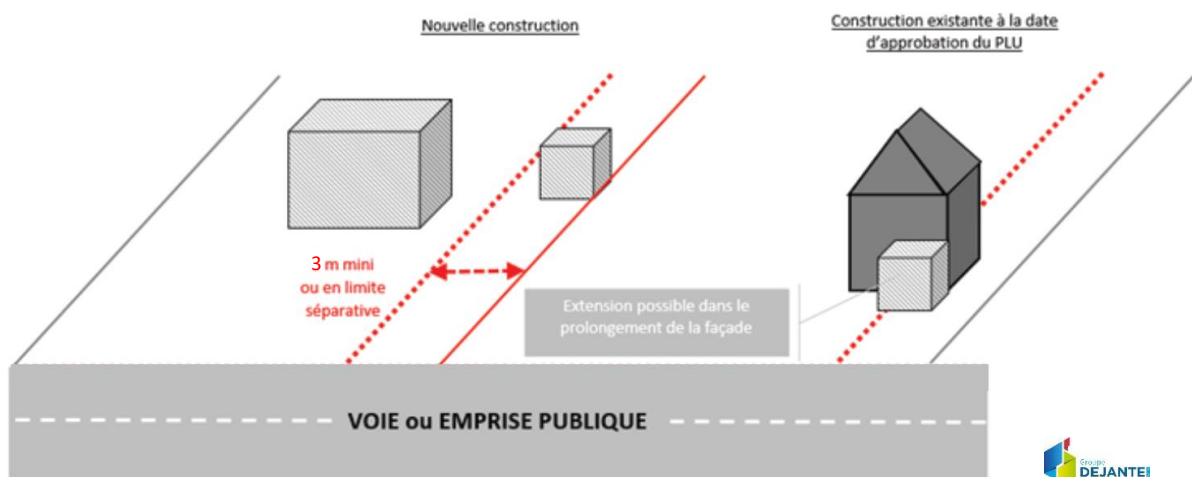 Nouvelle construction
Construction existante à la date
d'approbation du PLU
3 m mini
ou en limite
séparative
Extension possible dans le
prolongement de la façade
VOIE ou EMPRISE PUBLIQUE
Groupe
DEJANTE